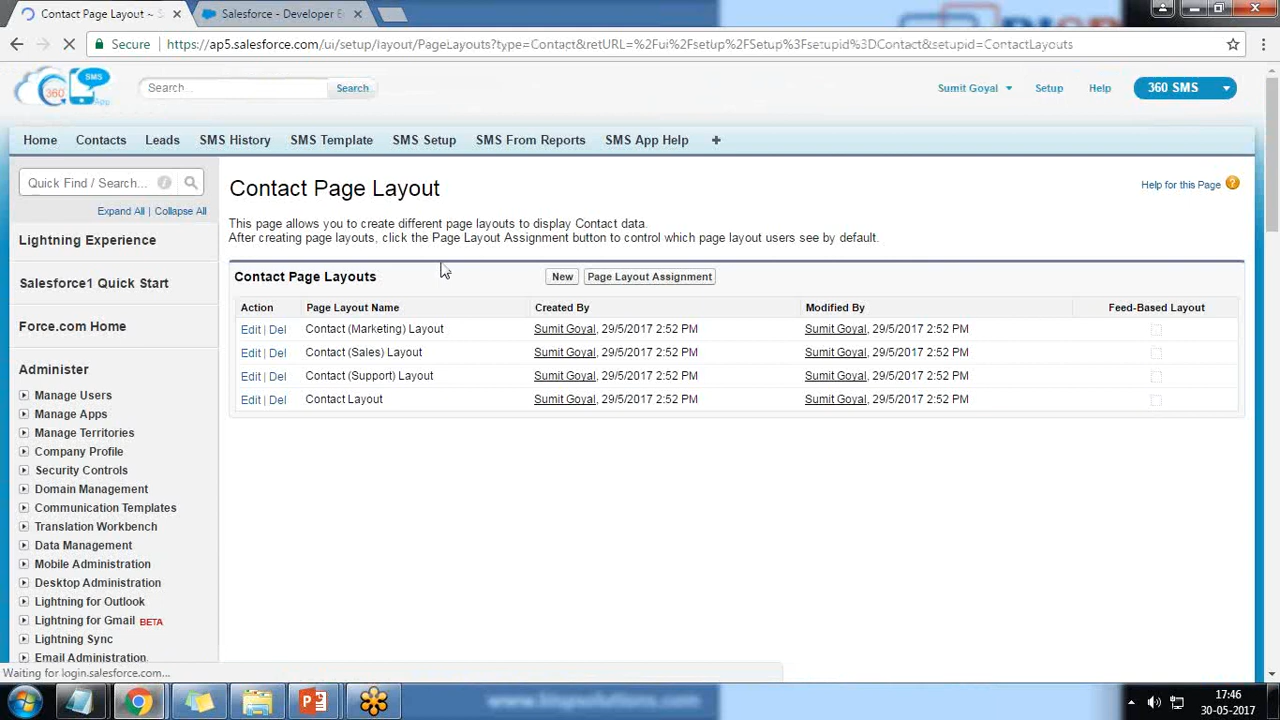 Contact Page Layout ~ S
Salesforce - Developer E
Secure
https://ap5.salesforce.com/ui/setup/layout/PageLayouts?type=Contact&retURL=%2Fui%2Fsetup%2FSetup%3Fsetupid%3DContact&setupid=ContactLayouts
360
SMS
App
Search...
Search
Sumit Goyal
Setup
Help
360 SMS
Home
Contacts
Leads
SMS History
SMS Template
SMS Setup
SMS From Reports
SMS App Help
+
Quick Find / Search...
i
Expand All | Collapse All
Lightning Experience
Salesforce1 Quick Start
Force.com Home
Administer
Manage Users
Manage Apps
Manage Territories
Company Profile
Security Controls
Domain Management
Communication Templates
Translation Workbench
Data Management
Mobile Administration
Desktop Administration
Lightning for Outlook
Lightning for Gmail BETA
Lightning Sync
Email Administration
Contact Page Layout
Help for this Page ?
This page allows you to create different page layouts to display Contact data.
After creating page layouts, click the Page Layout Assignment button to control which page layout users see by default.
Contact Page Layouts
New
Page Layout Assignment
Action Page Layout Name Created By Modified By Feed-Based Layout
Edit | Del Contact (Marketing) Layout Sumit Goyal, 29/5/2017 2:52 PM Sumit Goyal, 29/5/2017 2:52 PM
Edit | Del Contact (Sales) Layout Sumit Goyal, 29/5/2017 2:52 PM Sumit Goyal, 29/5/2017 2:52 PM
Edit | Del Contact (Support) Layout Sumit Goyal, 29/5/2017 2:52 PM Sumit Goyal, 29/5/2017 2:52 PM
Edit | Del Contact Layout Sumit Goyal, 29/5/2017 2:52 PM Sumit Goyal, 29/5/2017 2:52 PM
Waiting for login.salesforce.com...
www.bispsolutions.com
17:46
30-05-2017